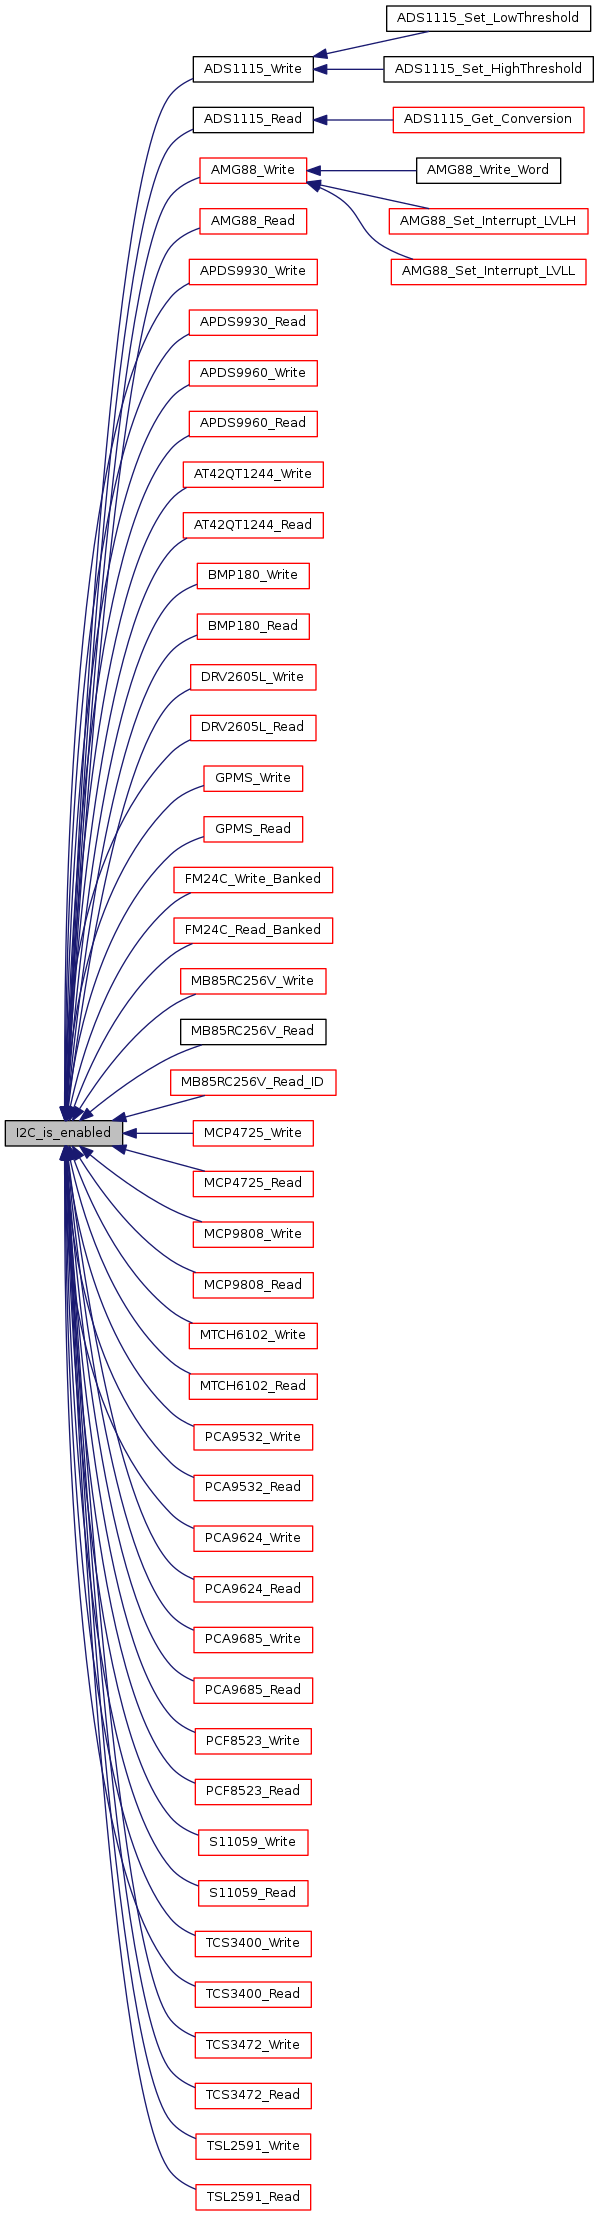 ADS1115_Set_LowThreshold
ADS1115_Write
ADS1115_Set_HighThreshold
ADS1115_Read
ADS1115_Get_Conversion
AMG88_Write
AMG88_Write_Word
AMG88_Read
AMG88_Set_Interrupt_LVLH
APDS9930_Write
AMG88_Set_Interrupt_LVLL
APDS9930_Read
APDS9960_Write
APDS9960_Read
AT42QT1244_Write
AT42QT1244_Read
BMP180_Write
BMP180_Read
DRV2605L_Write
DRV2605L_Read
GPMS_Write
GPMS_Read
FM24C_Write_Banked
FM24C_Read_Banked
MB85RC256V_Write
MB85RC256V_Read
MB85RC256V_Read_ID
I2C_is_enabled
MCP4725_Write
MCP4725_Read
MCP9808_Write
MCP9808_Read
MTCH6102_Write
MTCH6102_Read
PCA9532_Write
PCA9532_Read
PCA9624_Write
PCA9624_Read
PCA9685_Write
PCA9685_Read
PCF8523_Write
PCF8523_Read
S11059_Write
S11059_Read
TCS3400_Write
TCS3400_Read
TCS3472_Write
TCS3472_Read
TSL2591_Write
TSL2591_Read